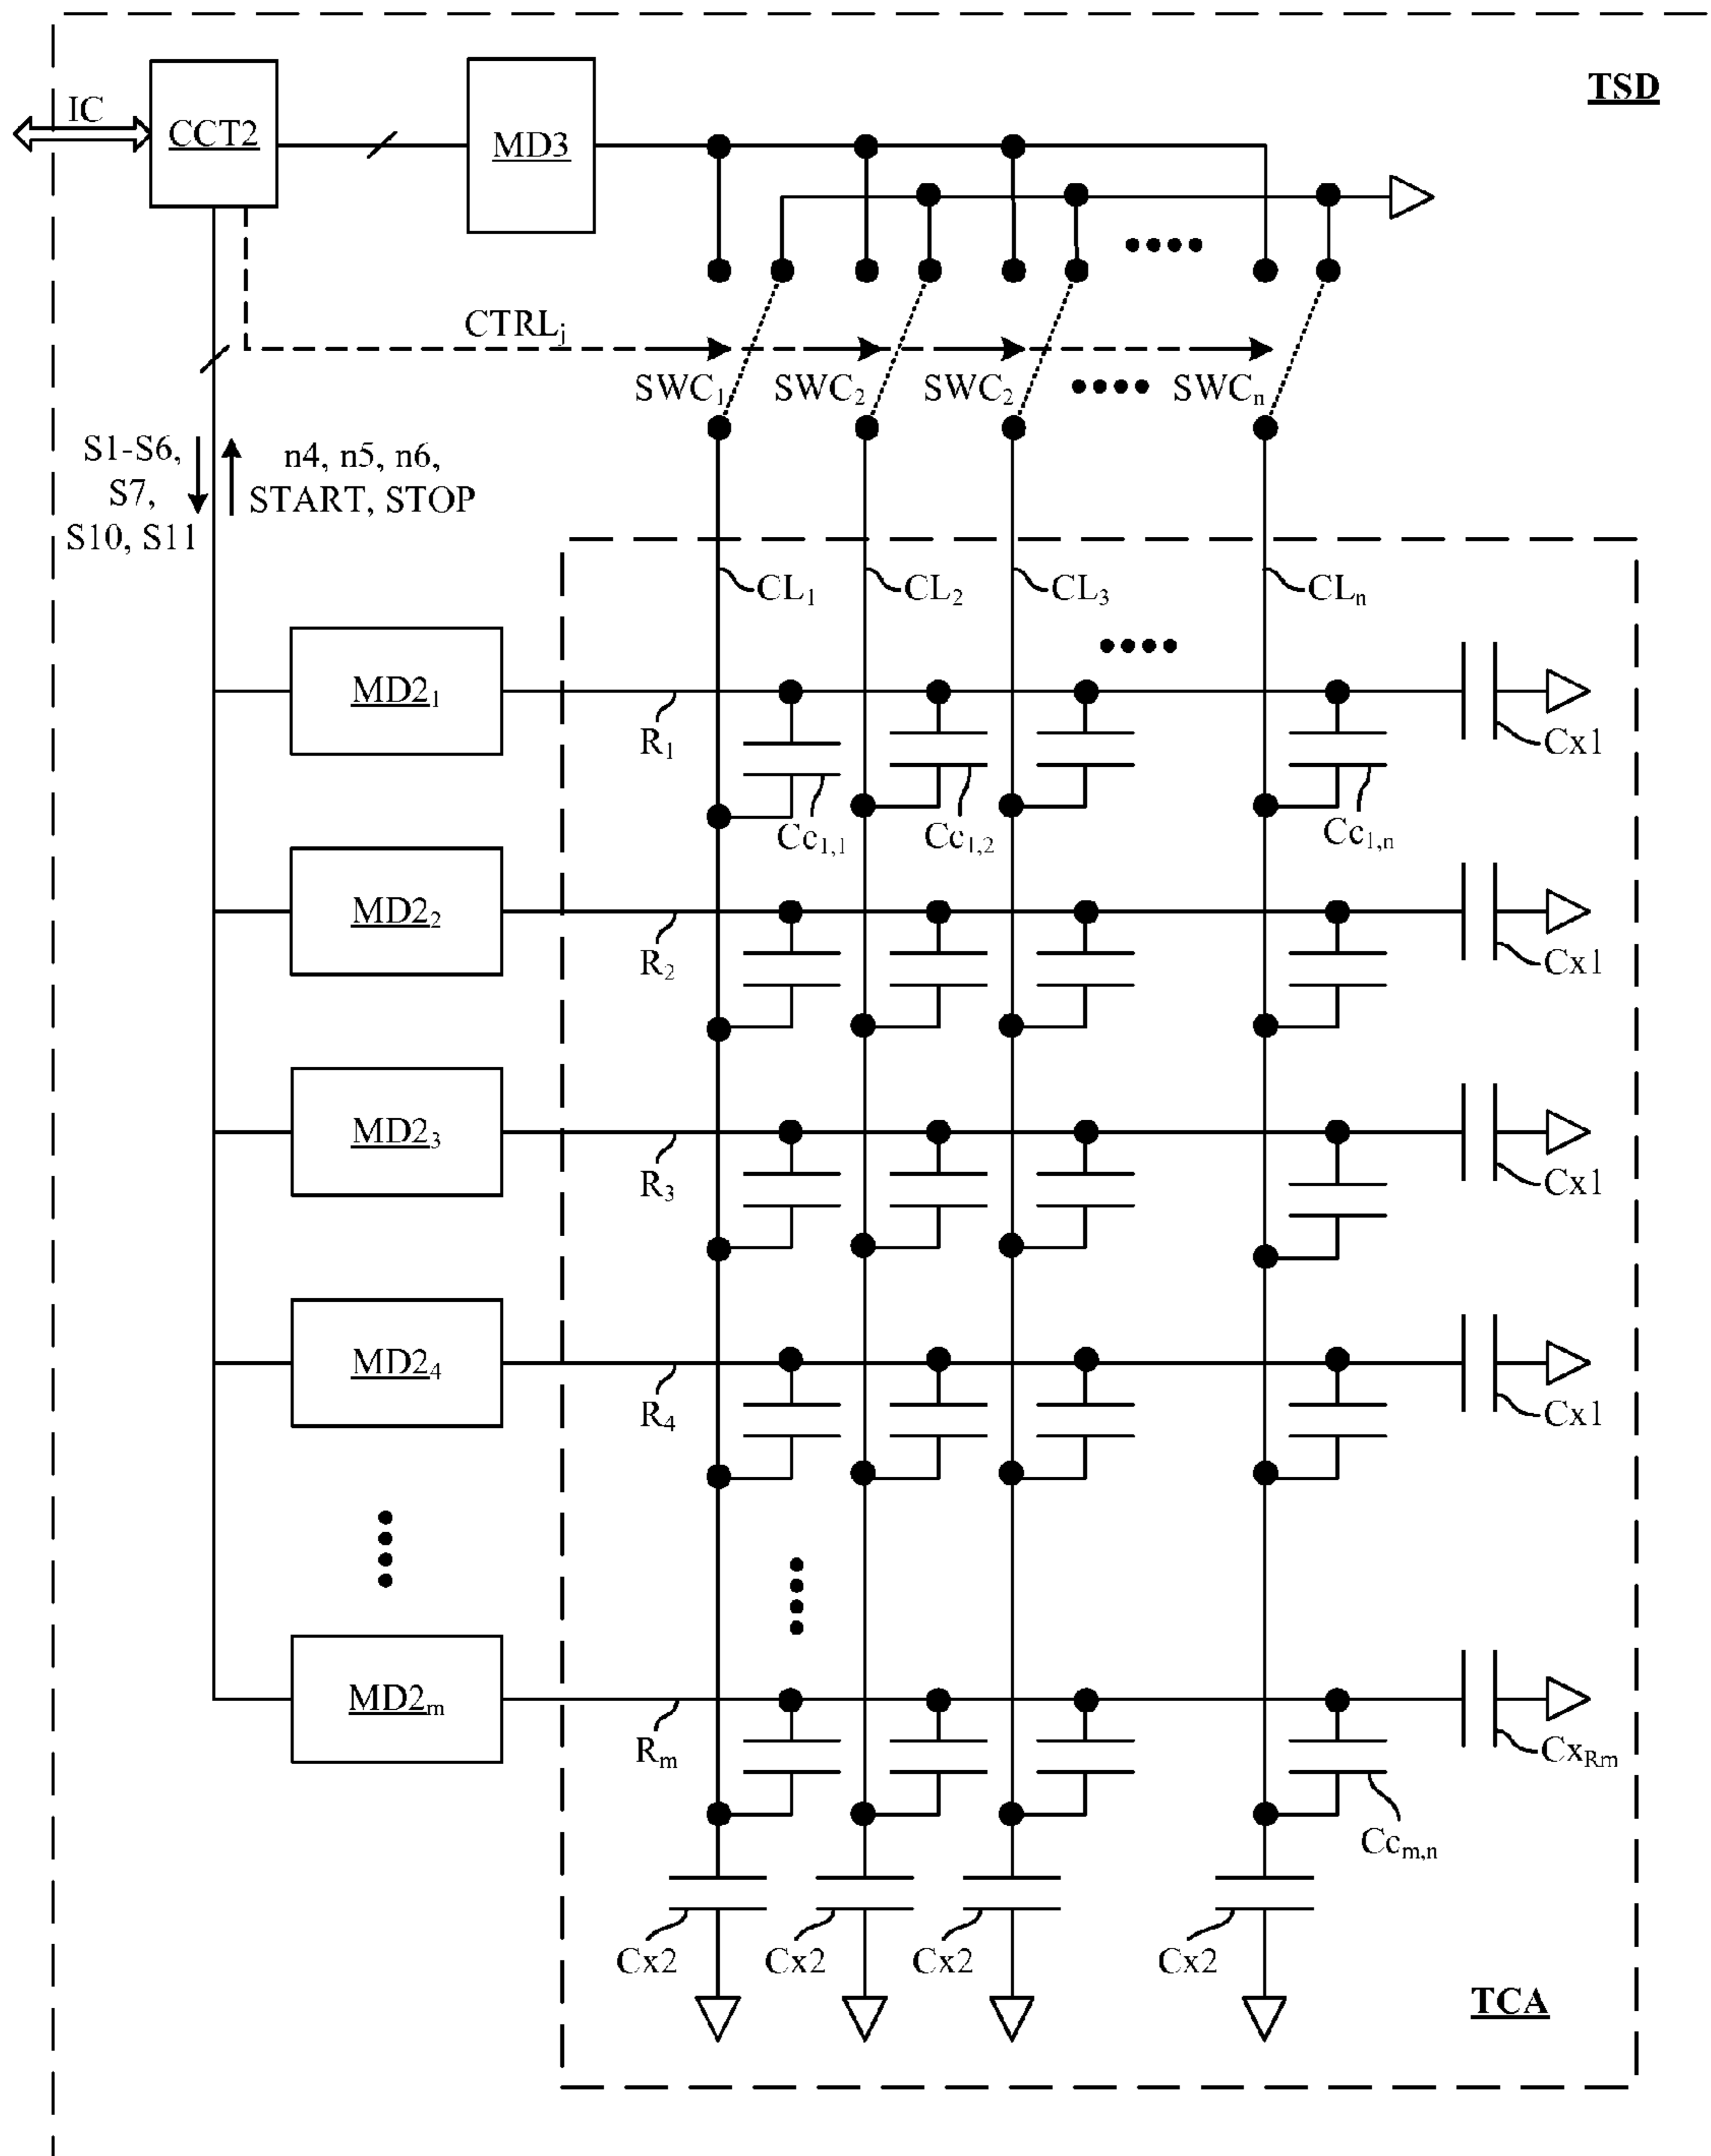 TSD
IC
CCT2
MD3
CTRLj
SWC1
SWC2
SWC2
SWCn
S1-S6,
S7,
S10, S11
n4, n5, n6,
START, STOP
CL1
CL2
CL3
CLn
MD21
R1
Cx1
Cc1,1
Cc1,2
Cc1,n
MD22
R2
Cx1
MD23
R3
Cx1
MD24
R4
Cx1
MD2m
Rm
CxRm
Ccm,n
Cx2
Cx2
Cx2
Cx2
TCA